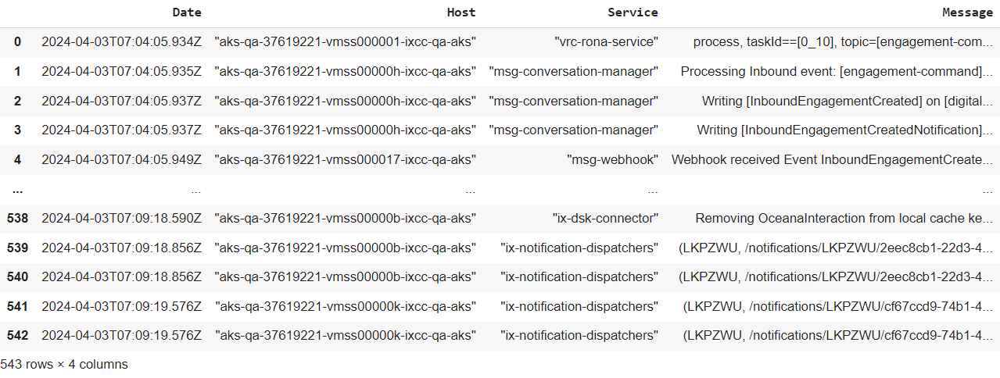 Date Host Service Message
0 2024-04-03T07:04:05.934Z "aks-qa-37619221-vmss000001-ixcc-qa-aks" "vrc-rona-service" process, taskId==[0_10], topic=[engagement-com...
1 2024-04-03T07:04:05.935Z "aks-qa-37619221-vmss00000h-ixcc-qa-aks" "msg-conversation-manager" Processing Inbound event: [engagement-command]...
2 2024-04-03T07:04:05.937Z "aks-qa-37619221-vmss00000h-ixcc-qa-aks" "msg-conversation-manager" Writing [InboundEngagementCreated] on [digital...
3 2024-04-03T07:04:05.937Z "aks-qa-37619221-vmss00000h-ixcc-qa-aks" "msg-conversation-manager" Writing [InboundEngagementCreatedNotification]...
4 2024-04-03T07:04:05.949Z "aks-qa-37619221-vmss000017-ixcc-qa-aks" "msg-webhook" Webhook received Event InboundEngagementCreate...
... ... ... ... ...
538 2024-04-03T07:09:18.590Z "aks-qa-37619221-vmss00000b-ixcc-qa-aks" "ix-dsk-connector" Removing OceanaInteraction from local cache ke...
539 2024-04-03T07:09:18.856Z "aks-qa-37619221-vmss00000b-ixcc-qa-aks" "ix-notification-dispatchers" (LKPZWU, /notifications/LKPZWU/2eec8cb1-22d3-4...
540 2024-04-03T07:09:18.856Z "aks-qa-37619221-vmss00000b-ixcc-qa-aks" "ix-notification-dispatchers" (LKPZWU, /notifications/LKPZWU/2eec8cb1-22d3-4...
541 2024-04-03T07:09:19.576Z "aks-qa-37619221-vmss00000k-ixcc-qa-aks" "ix-notification-dispatchers" (LKPZWU, /notifications/LKPZWU/cf67ccd9-74b1-4...
542 2024-04-03T07:09:19.576Z "aks-qa-37619221-vmss00000k-ixcc-qa-aks" "ix-notification-dispatchers" (LKPZWU, /notifications/LKPZWU/cf67ccd9-74b1-4...
543 rows × 4 columns